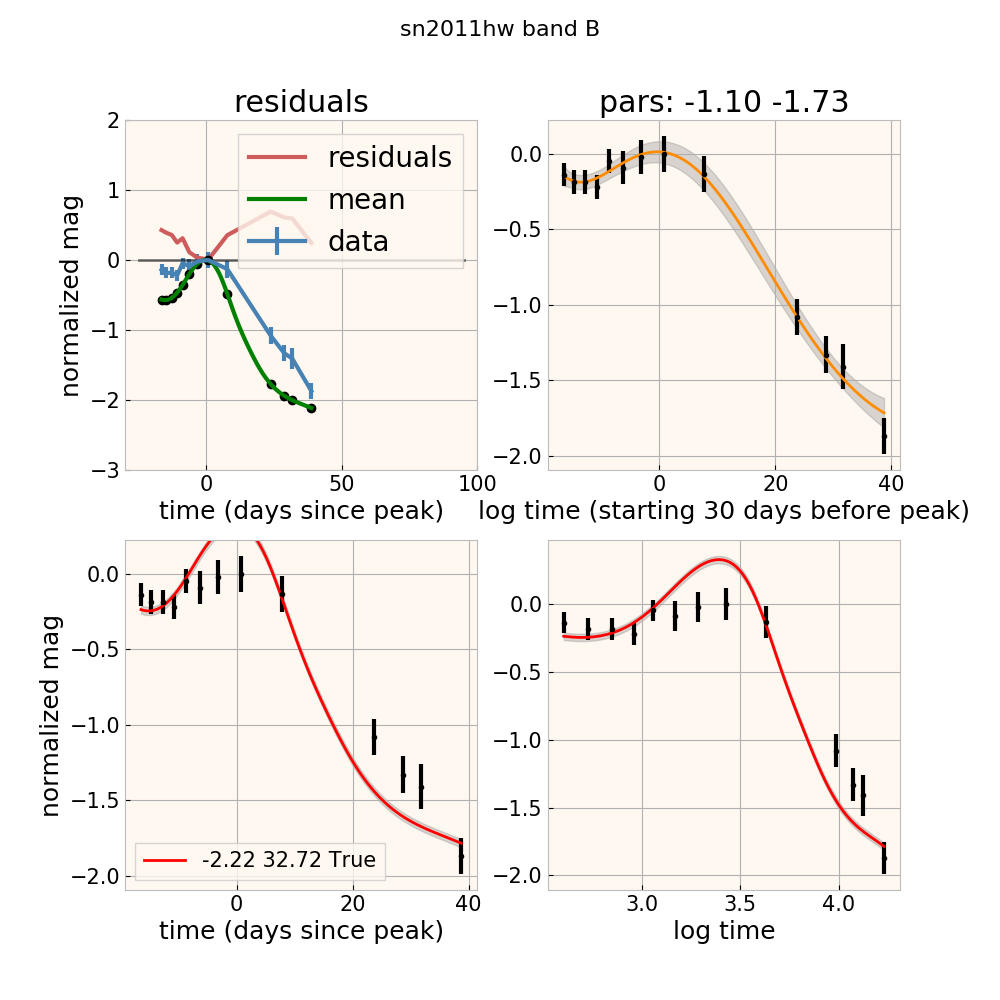 sn2011hw band B
residuals
pars: -1.10 -1.73
2
1
0
−1
−2
−3
normalized mag
residuals
mean
data
0
50
100
time (days since peak)
0.0
−0.5
−1.0
−1.5
−2.0
0
20
40
log time (starting 30 days before peak)
0.0
−0.5
−1.0
−1.5
−2.0
normalized mag
-2.22 32.72 True
0
20
40
time (days since peak)
0.0
−0.5
−1.0
−1.5
−2.0
3.0
3.5
4.0
log time